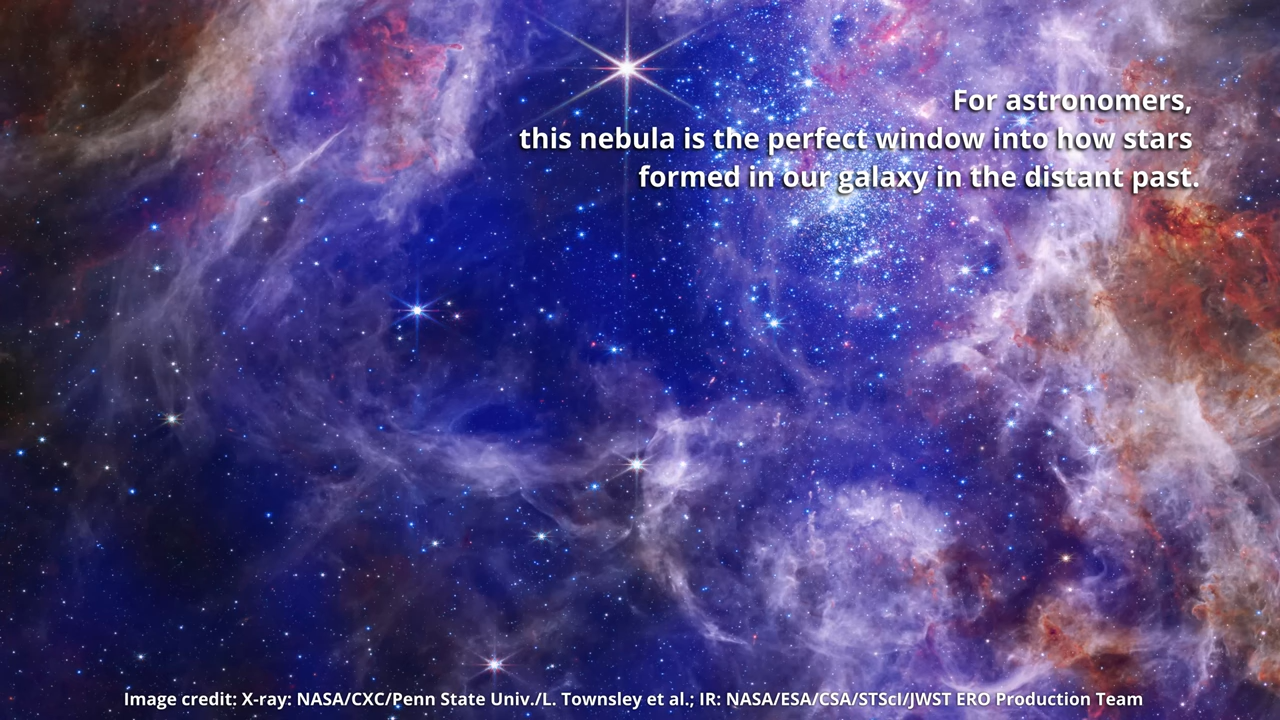 For astronomers,
this nebula is the perfect window into how stars
formed in our galaxy in the distant past.
Image credit: X-ray: NASA/CXC/Penn State Univ./L. Townsley et al.; IR: NASA/ESA/CSA/STScI/JWST ERO Production Team